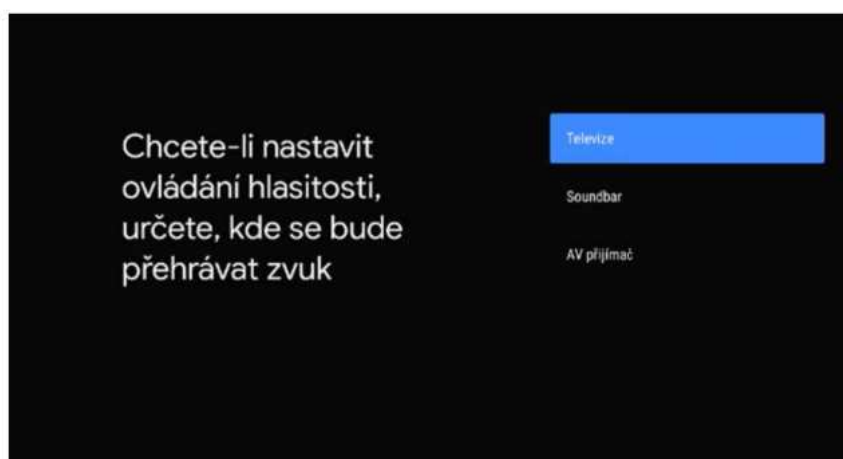 Chcete-li nastavit
ovládání hlasitosti,
určete, kde se bude
přehrávat zvuk
Televize
Soundbar
AV přijímač